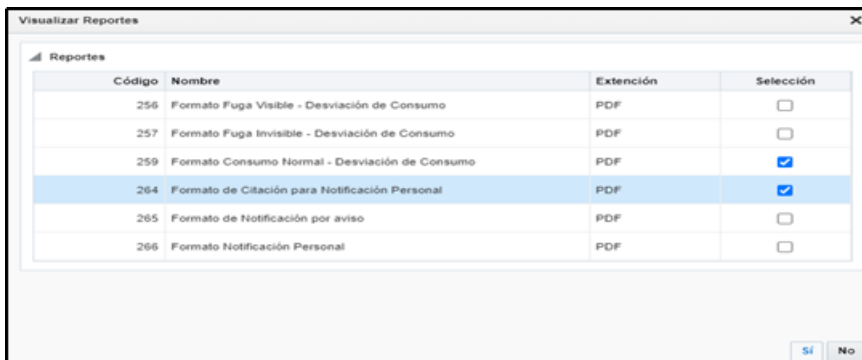 Visualizar Reportes
Reportes
Código Nombre Extención Selección
256 Formato Fuga Visible - Desviación de Consumo PDF
257 Formato Fuga Invisible - Desviación de Consumo PDF
259 Formato Consumo Normal - Desviación de Consumo PDF
264 Formato de Citación para Notificación Personal PDF
265 Formato de Notificación por aviso PDF
266 Formato Notificación Personal PDF
Sí No